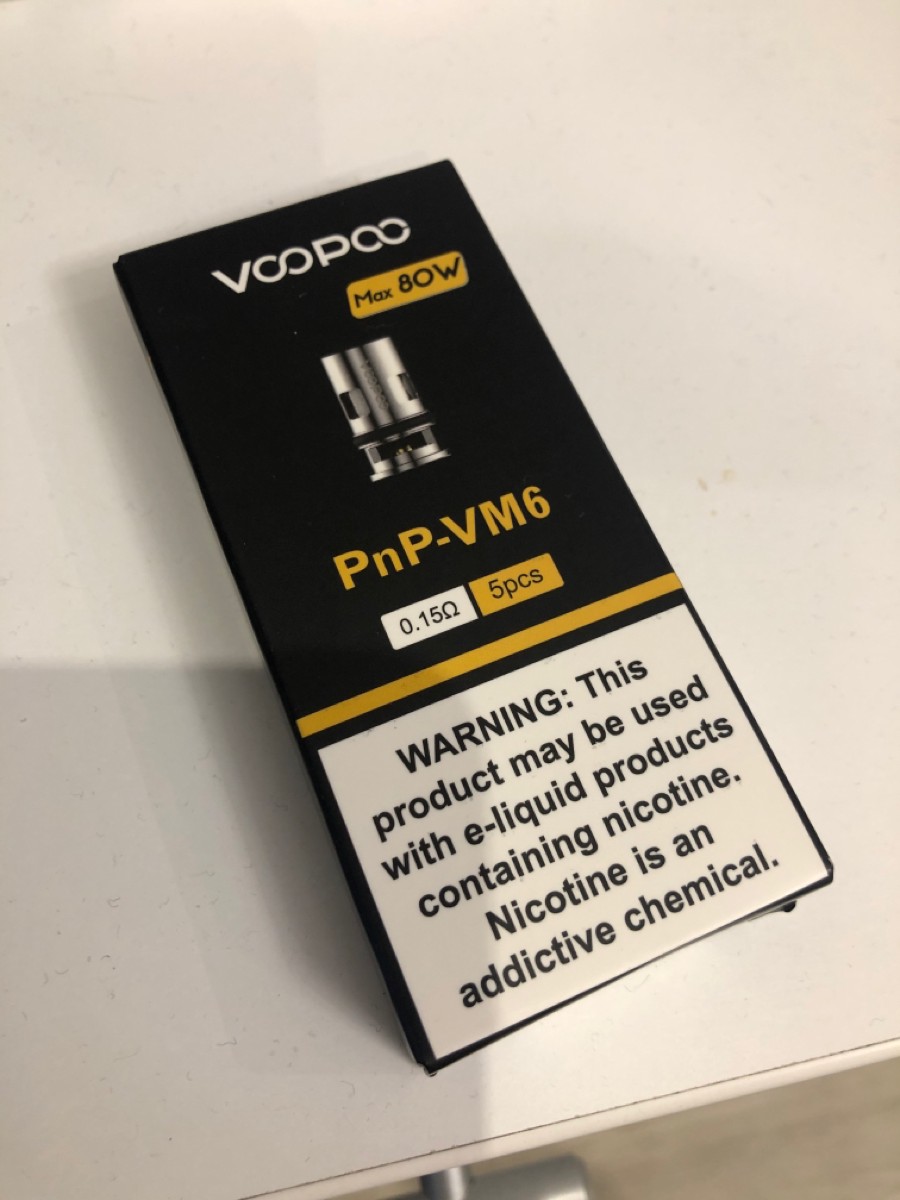 VOOPOO
Max 80W
PnP-VM6
0.15Ω 5pcs
WARNING: This
product may be used
with e-liquid products
containing nicotine.
Nicotine is an
addictive chemical.